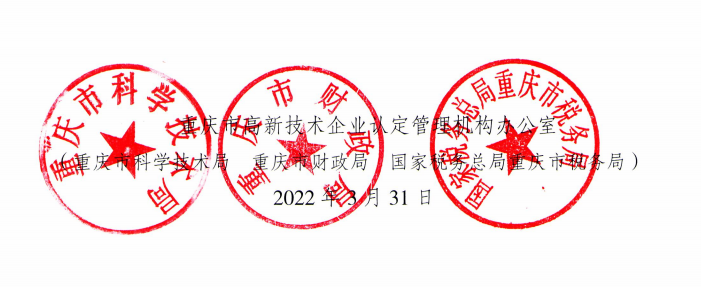 重庆市科学技术局
重庆市财政局
国家税务总局重庆市税务局
重庆市高新技术企业认定管理机构办公室
（重庆市科学技术局　重庆市财政局　国家税务总局重庆市税务局）
2022 年 3 月 31 日